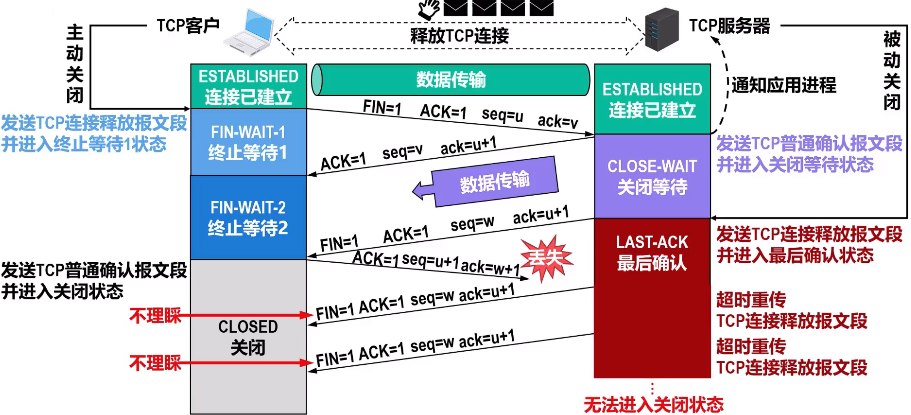 TCP客户
释放TCP连接
TCP服务器
主动关闭
被动关闭
ESTABLISHED
连接已建立
数据传输
ESTABLISHED
连接已建立
通知应用进程
FIN=1 ACK=1 seq=u ack=v
发送TCP连接释放报文段
并进入终止等待1状态
FIN-WAIT-1
终止等待1
ACK=1 seq=v ack=u+1
CLOSE-WAIT
关闭等待
发送TCP普通确认报文段
并进入关闭等待状态
数据传输
FIN-WAIT-2
终止等待2
FIN=1 ACK=1 seq=w ack=u+1
LAST-ACK
最后确认
发送TCP连接释放报文段
并进入最后确认状态
ACK=1 seq=u+1 ack=w+1
丢失
发送TCP普通确认报文段
并进入关闭状态
不理睬
FIN=1 ACK=1 seq=w ack=u+1
超时重传
TCP连接释放报文段
CLOSED
关闭
不理睬
FIN=1 ACK=1 seq=w ack=u+1
超时重传
TCP连接释放报文段
无法进入关闭状态